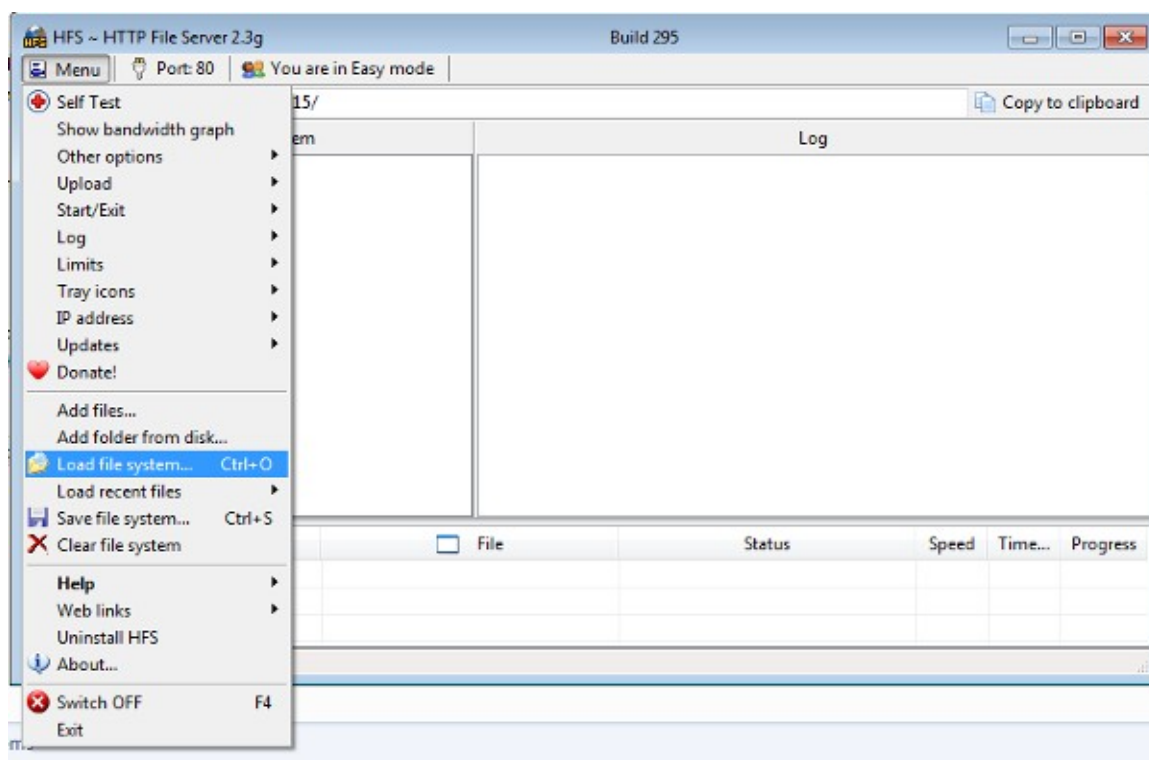 HFS ~ HTTP File Server 2.3g Build 295
Menu Port: 80 You are in Easy mode
Self Test 15/ Copy to clipboard
Show bandwidth graph em Log
Other options
Upload
Start/Exit
Log
Limits
Tray icons
IP address
Updates
Donate!
Add files...
Add folder from disk...
Load file system... Ctrl+O
Load recent files
Save file system... Ctrl+S
Clear file system File Status Speed Time... Progress
Help
Web links
Uninstall HFS
About...
Switch OFF F4
Exit